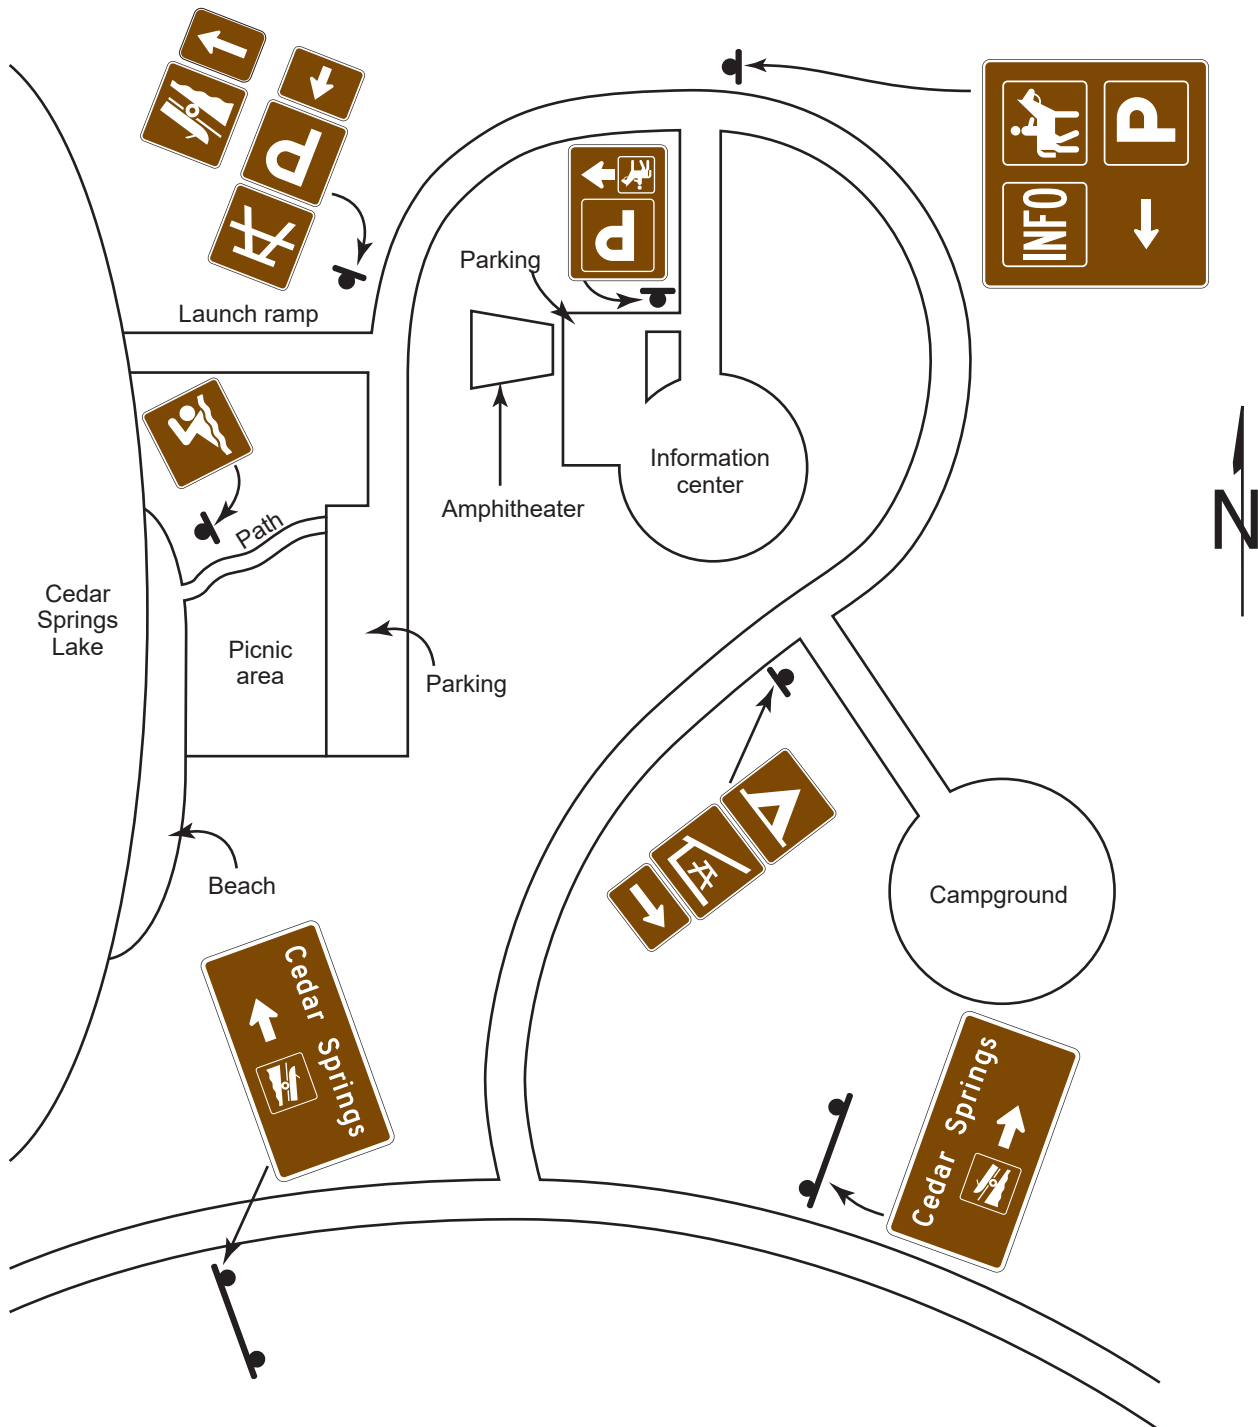 P
P
P
INFO
Launch ramp
Parking
Information
center
Amphitheater
N
Path
Cedar
Springs
Lake
Picnic
area
Parking
Beach
Campground
Cedar Springs
Cedar Springs